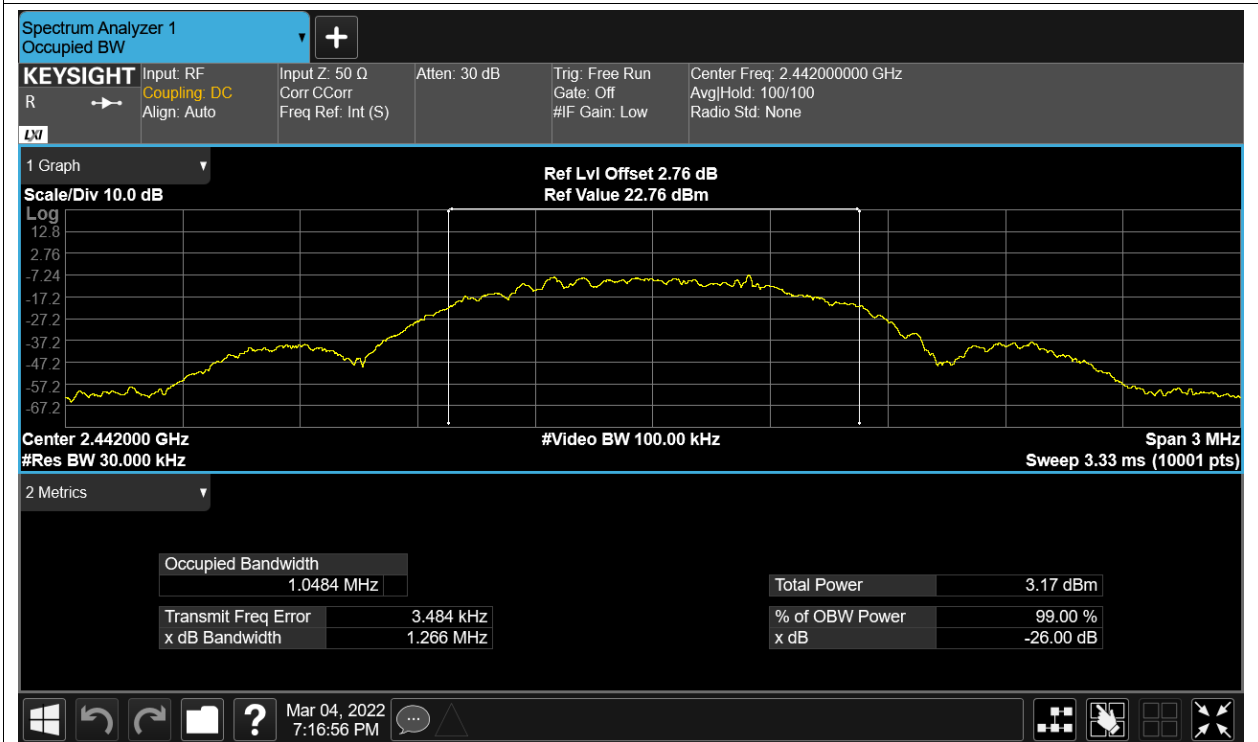 Spectrum Analyzer 1
Occupied BW
KEYSIGHT
R
LXI
Input: RF
Coupling: DC
Align: Auto
Input Z: 50 Ω
Corr CCorr
Freq Ref: Int (S)
Atten: 30 dB
Trig: Free Run
Gate: Off
#IF Gain: Low
Center Freq: 2.442000000 GHz
Avg|Hold: 100/100
Radio Std: None
1 Graph
Scale/Div 10.0 dB
Ref Lvl Offset 2.76 dB
Ref Value 22.76 dBm
Log
12.8
2.76
-7.24
-17.2
-27.2
-37.2
-47.2
-57.2
-67.2
Center 2.442000 GHz
#Res BW 30.000 kHz
#Video BW 100.00 kHz
Span 3 MHz
Sweep 3.33 ms (10001 pts)
2 Metrics
Occupied Bandwidth
1.0484 MHz
Transmit Freq Error 3.484 kHz
x dB Bandwidth 1.266 MHz
Total Power 3.17 dBm
% of OBW Power 99.00 %
x dB -26.00 dB
?
Mar 04, 2022
7:16:56 PM